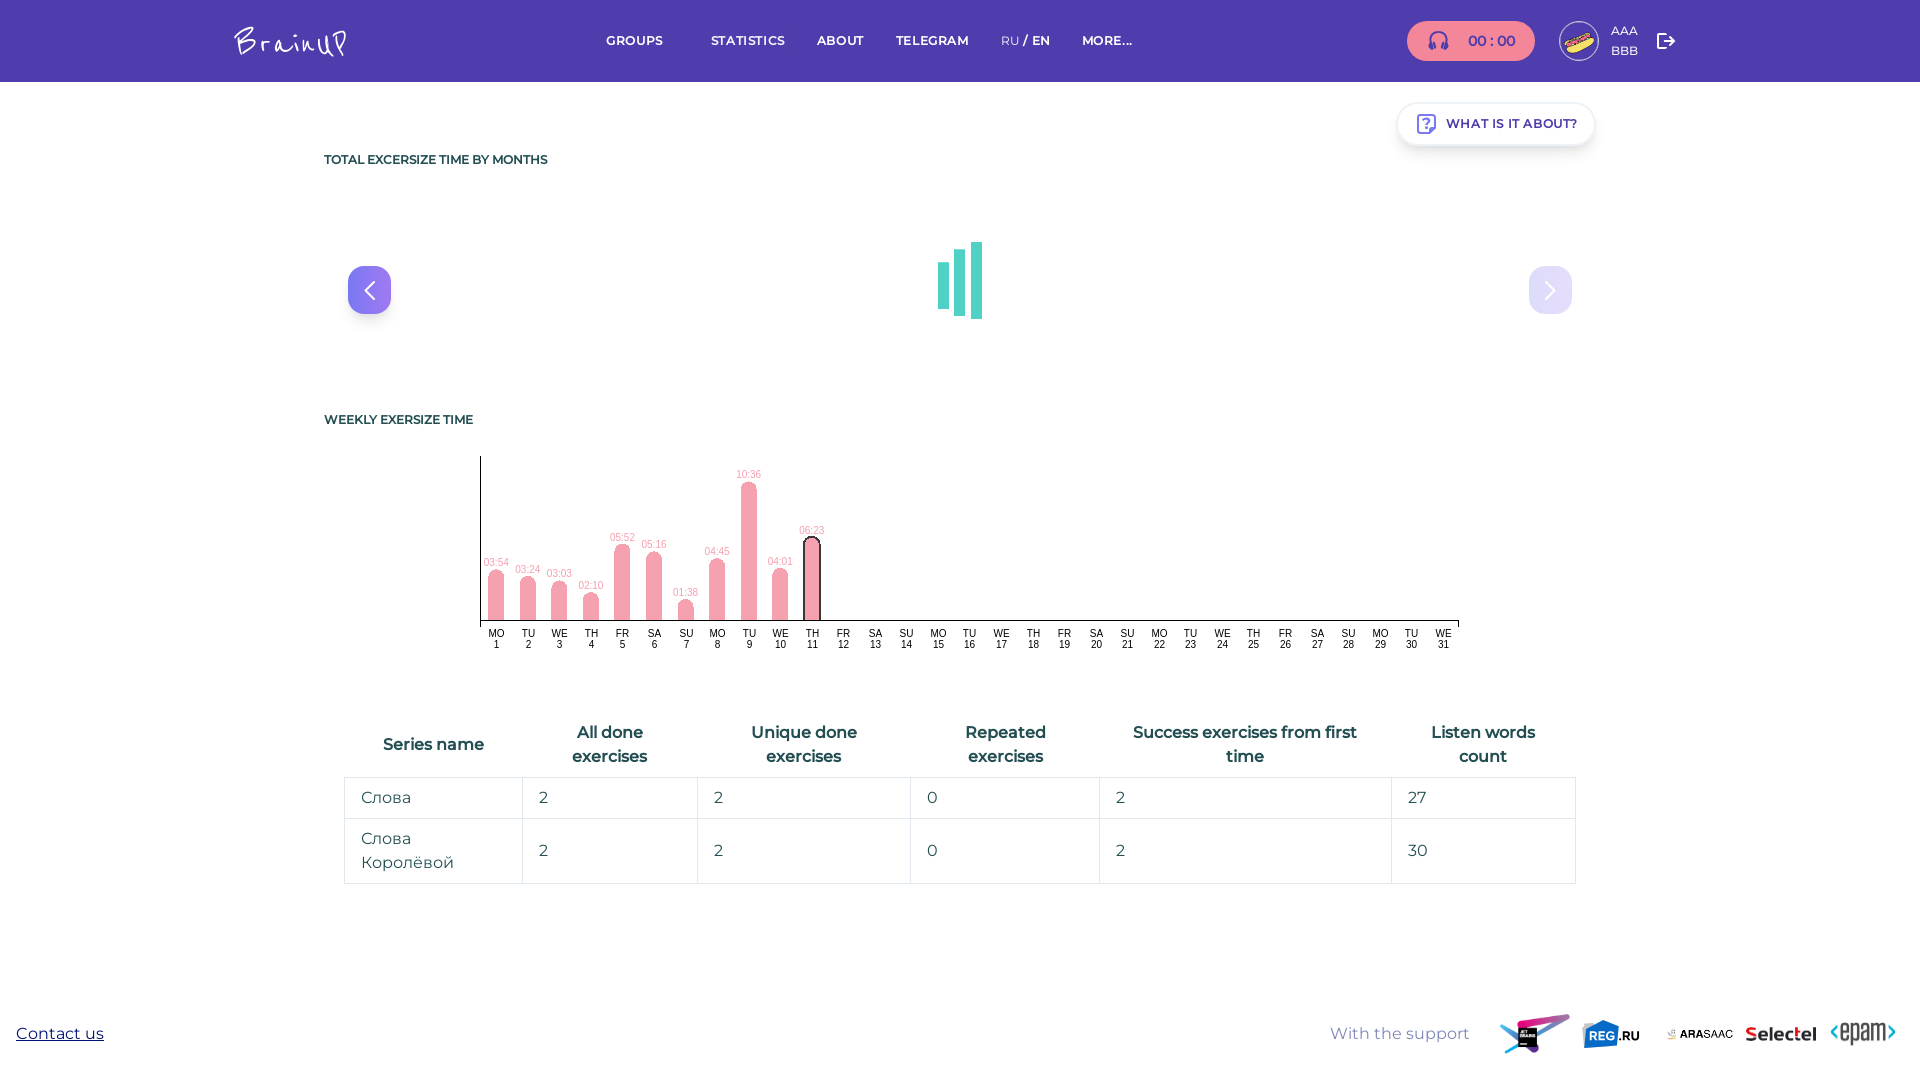 BrainUP
GROUPS STATISTICS ABOUT TELEGRAM RU / EN MORE...
00 : 00
AAA
BBB
WHAT IS IT ABOUT?
TOTAL EXCERSIZE TIME BY MONTHS
WEEKLY EXERSIZE TIME
03:54 03:24 03:03 02:10 05:52 05:16 01:38 04:45 10:36 04:01 06:23
MO TU WE TH FR SA SU MO TU WE TH FR SA SU MO TU WE TH FR SA SU MO TU WE TH FR SA SU MO TU WE
1 2 3 4 5 6 7 8 9 10 11 12 13 14 15 16 17 18 19 20 21 22 23 24 25 26 27 28 29 30 31
Series name All done exercises Unique done exercises Repeated exercises Success exercises from first time Listen words count
Слова 2 2 0 2 27
Слова Королёвой 2 2 0 2 30
Contact us
With the support
JET BRAINS
REG.RU
ARASAAC
Selectel
<epam>